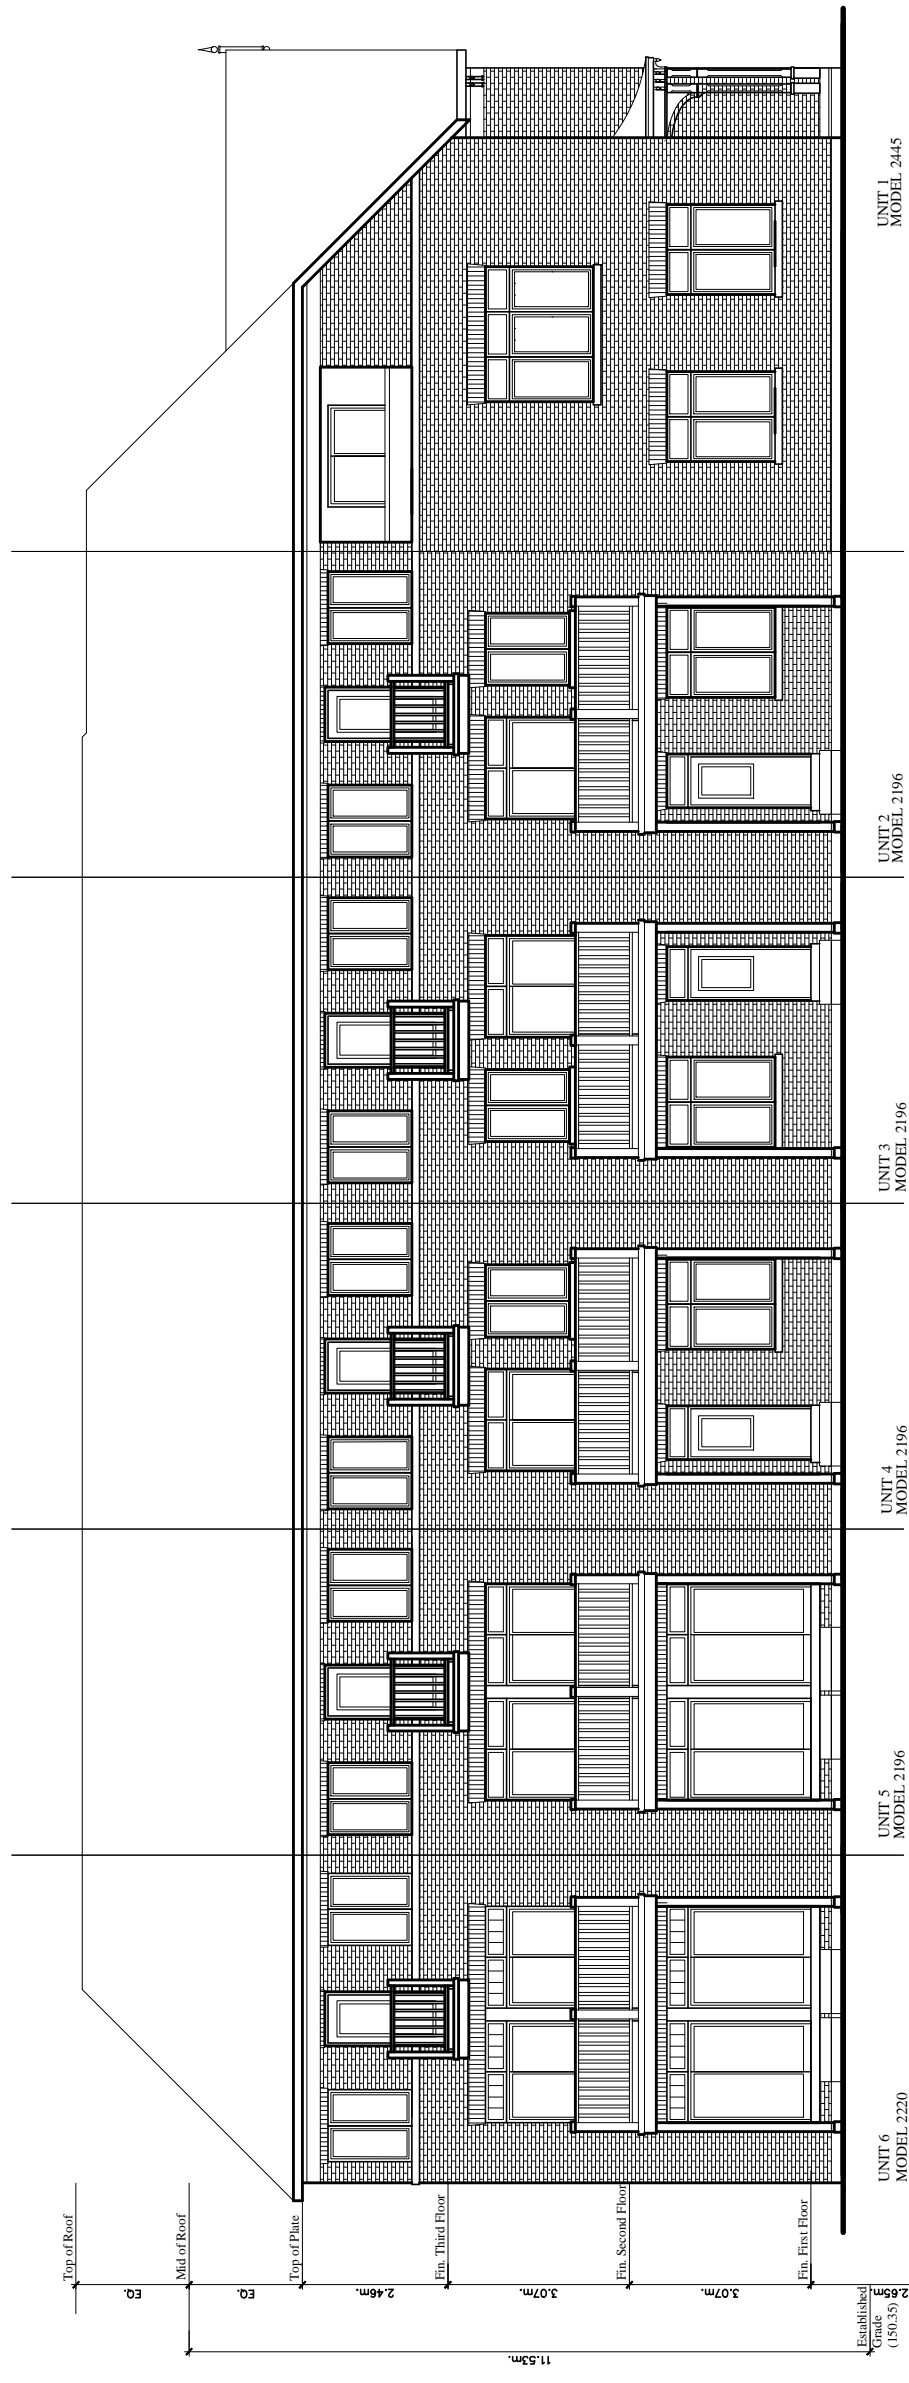 UNIT 6
MODEL 2220
UNIT 5
MODEL 2196
UNIT 4
MODEL 2196
UNIT 3
MODEL 2196
UNIT 2
MODEL 2196
UNIT 1
MODEL 2445
Top of Roof
Mid of Roof
Top of Plate
Fin. Third Floor
Fin. Second Floor
Fin. First Floor
Established
Grade
(150.35)
EQ.
EQ.
2.46m.
3.07m.
3.07m.
2.65m.
11.53m.